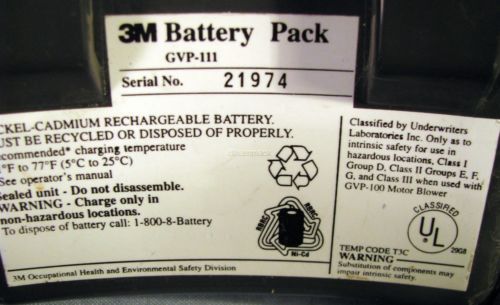 3M Battery Pack
GVP-111
Serial No. 21974
CKEL-CADMIUM RECHARGEABLE BATTERY.
UST BE RECYCLED OR DISPOSED OF PROPERLY.
ecommended* charging temperature
°F to 77°F (5°C to 25°C)
See operator's manual
Sealed unit - Do not disassemble.
WARNING - Charge only in
non-hazardous locations.
To dispose of battery call: 1-800-8-Battery
3M Occupational Health and Environmental Safety Division
RBRC
RBRC
Ni-Cd
Classified by Underwriters
Laboratories Inc. Only as to
intrinsic safety for use in
hazardous locations, Class I
Group D, Class II Groups E, F,
G, and Class III when used with
GVP-100 Motor Blower
CLASSIFIED
UL
TEMP CODE T3C 29G8
WARNING
Substitution of components may
impair intrinsic safety.